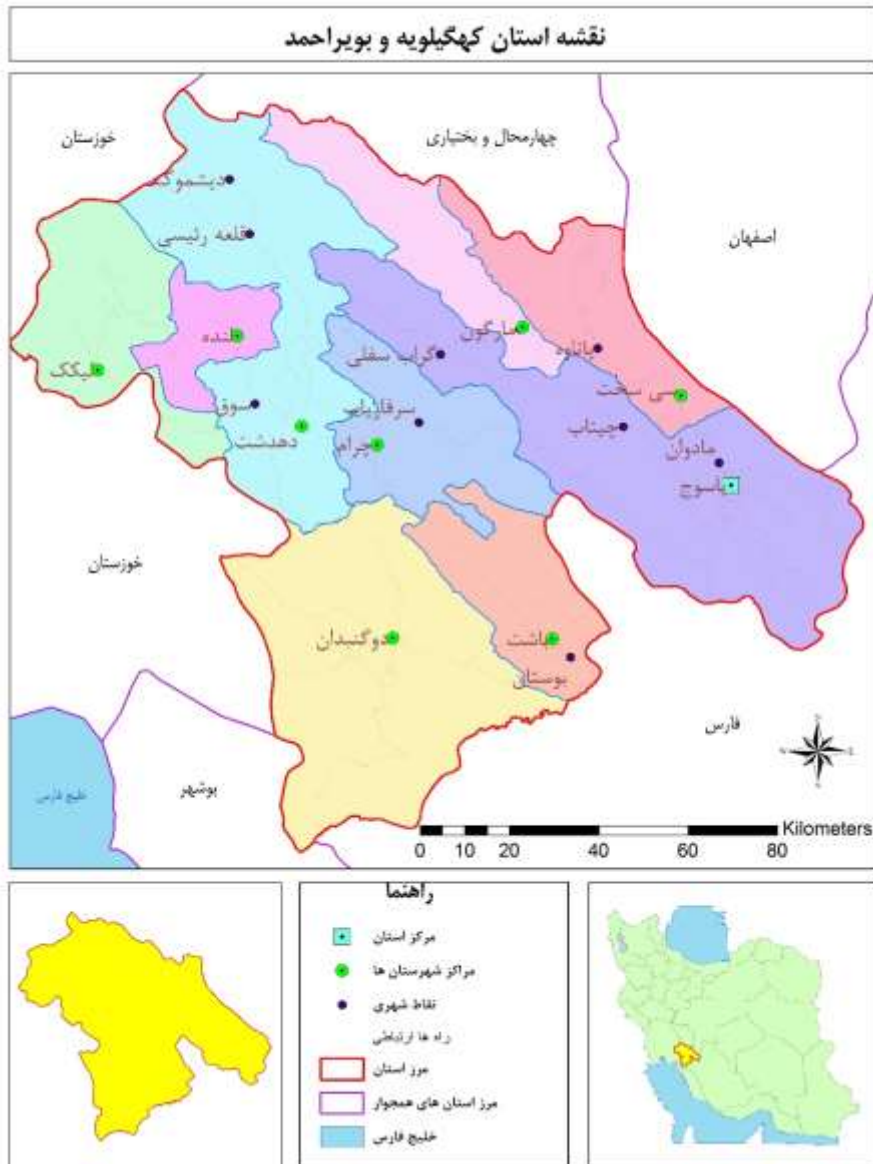 نقشه استان کهگیلویه و بویراحمد
خوزستان
چهارمحال و بختیاری
اصفهان
دیشموک
قلعه رئیسی
لنده
لیکک
سوق
دهدشت
گراب سفلی
سرفاریاب
چرام
مارگون
پاتاوه
سی سخت
چیتاب
مادوان
یاسوج
خوزستان
دوگنبدان
باشت
بوستان
فارس
بوشهر
خلیج فارس
Kilometers
0 10 20 40 60 80
راهنما
مرکز استان
مراکز شهرستان ها
نقاط شهری
راه ها ارتباطی
مرز استان
مرز استان های همجوار
خلیج فارس